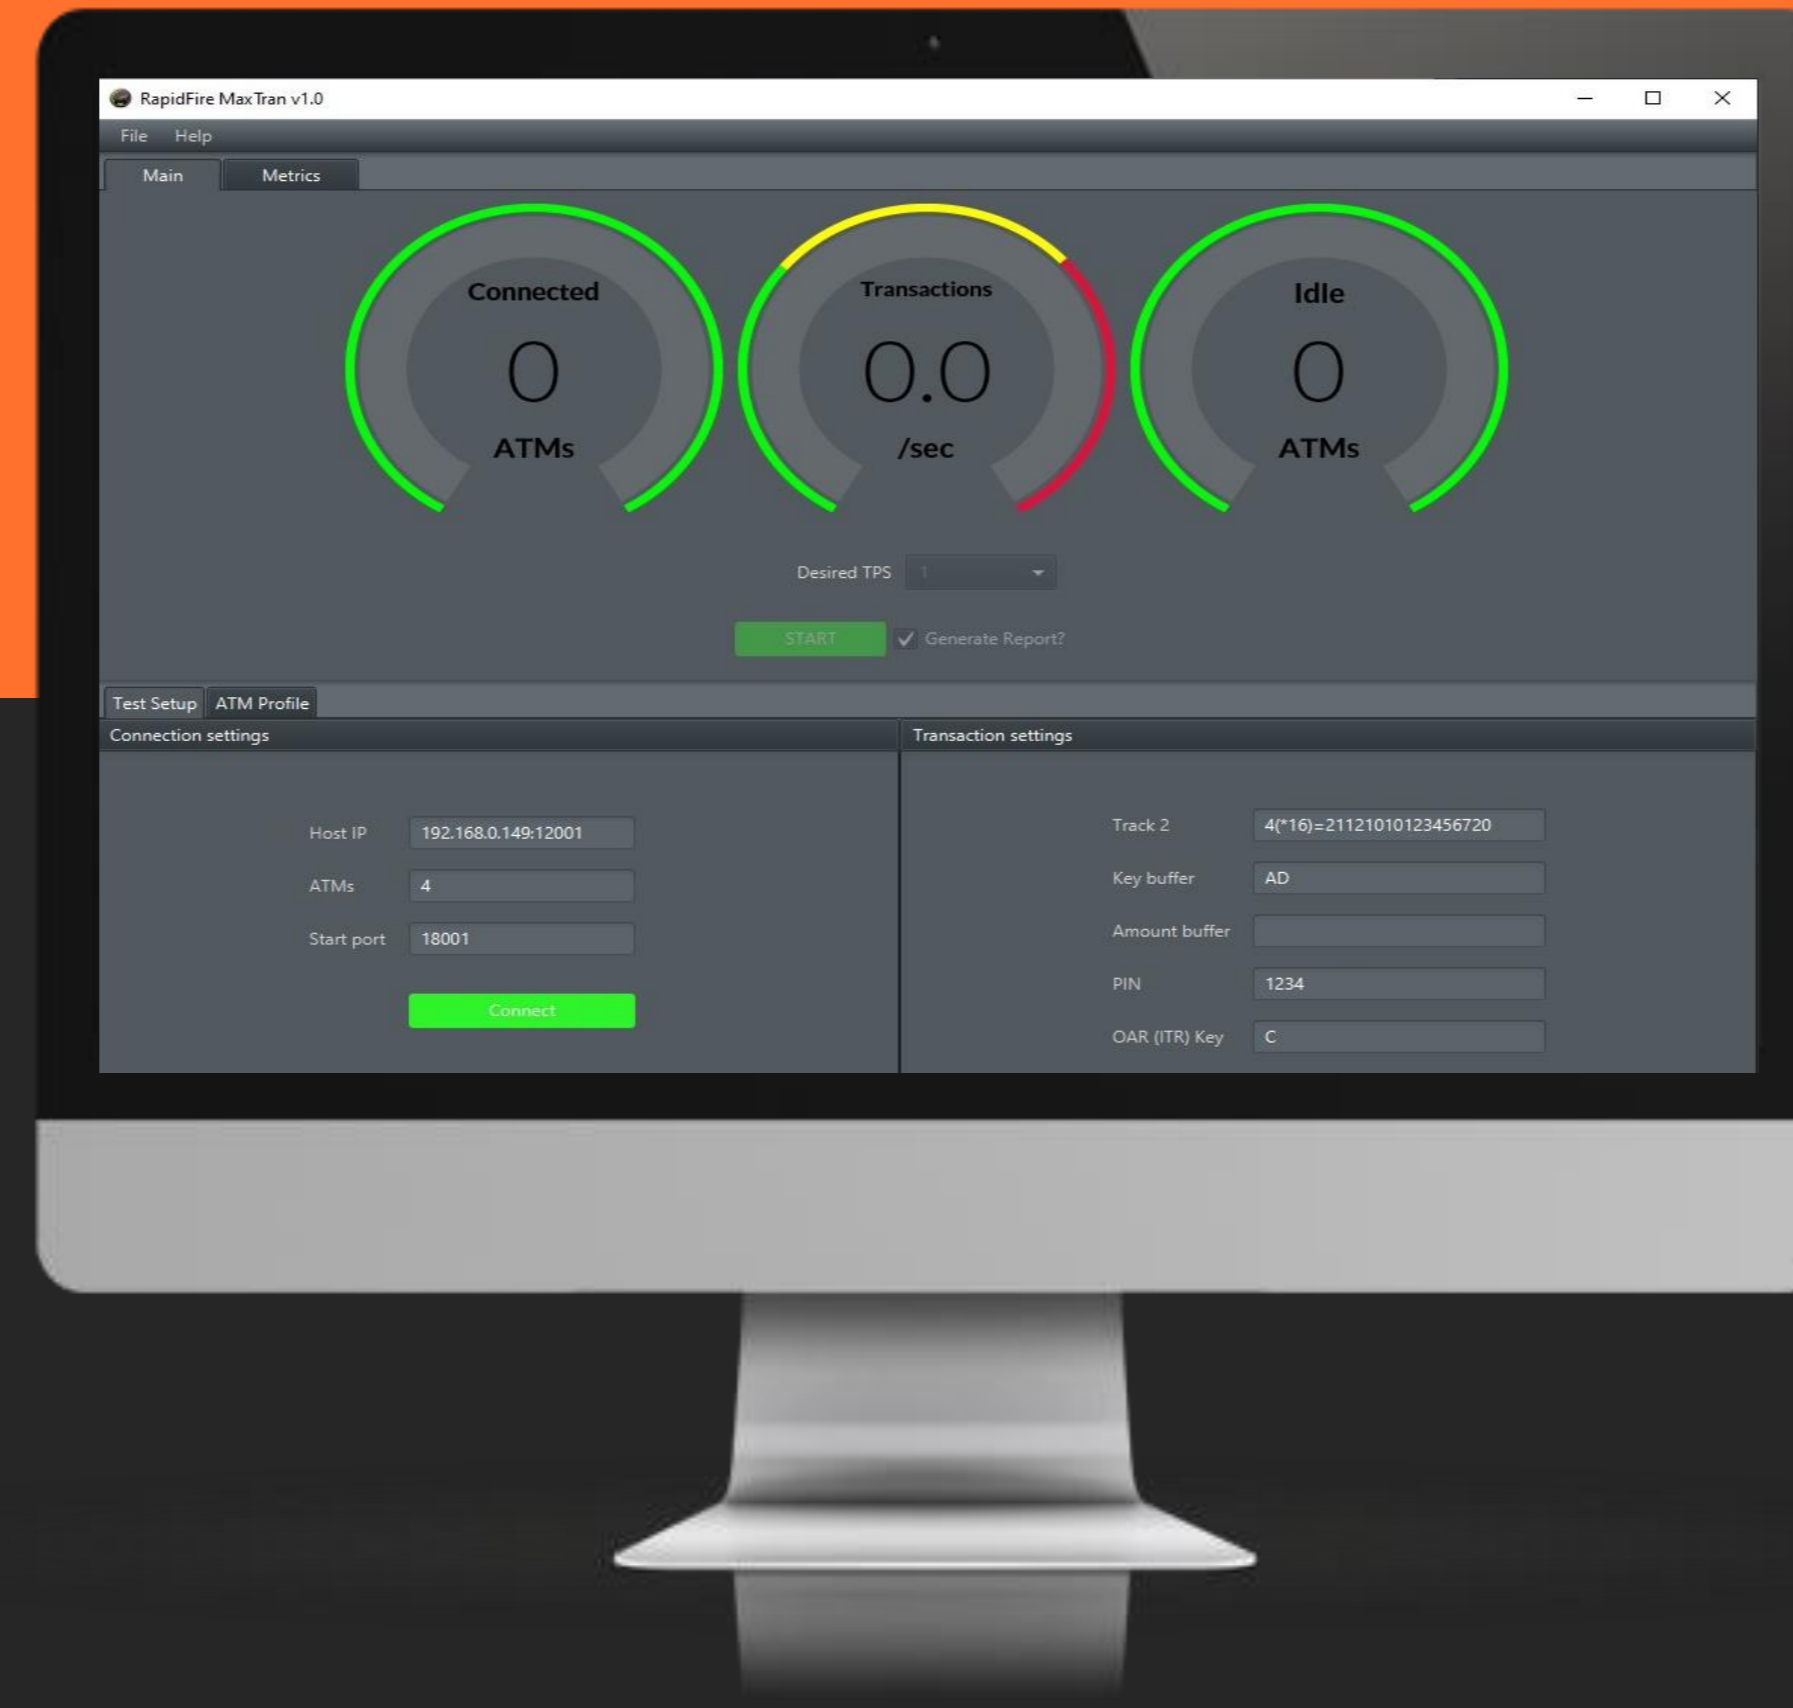 RapidFire MaxTran v1.0
File Help
Main Metrics
Connected
0
ATMs
Transactions
0.0
/sec
Idle
0
ATMs
Desired TPS 1
START Generate Report?
Test Setup ATM Profile
Connection settings
Host IP 192.168.0.149:12001
ATMs 4
Start port 18001
Connect
Transaction settings
Track 2 4(*16)=21121010123456720
Key buffer AD
Amount buffer
PIN 1234
OAR (ITR) Key C